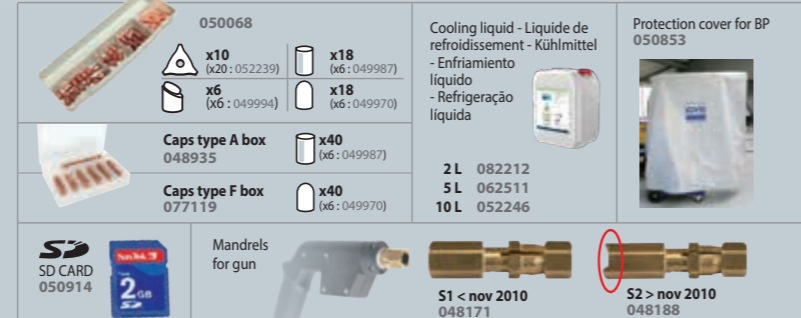 050068
x10
(x20 : 052239)
x18
(x6 : 049987)
x6
(x6 : 049994)
x18
(x6 : 049970)
Caps type A box
048935
x40
(x6 : 049987)
Caps type F box
077119
x40
(x6 : 049970)
Cooling liquid - Liquide de
refroidissement - Kühlmittel
- Enfriamiento
líquido
- Refrigeração
líquida
2 L 082212
5 L 062511
10 L 052246
Protection cover for BP
050853
SD
SD CARD
050914
SanDisk
2 GB
SD
Mandrels
for gun
S1 < nov 2010
048171
S2 > nov 2010
048188